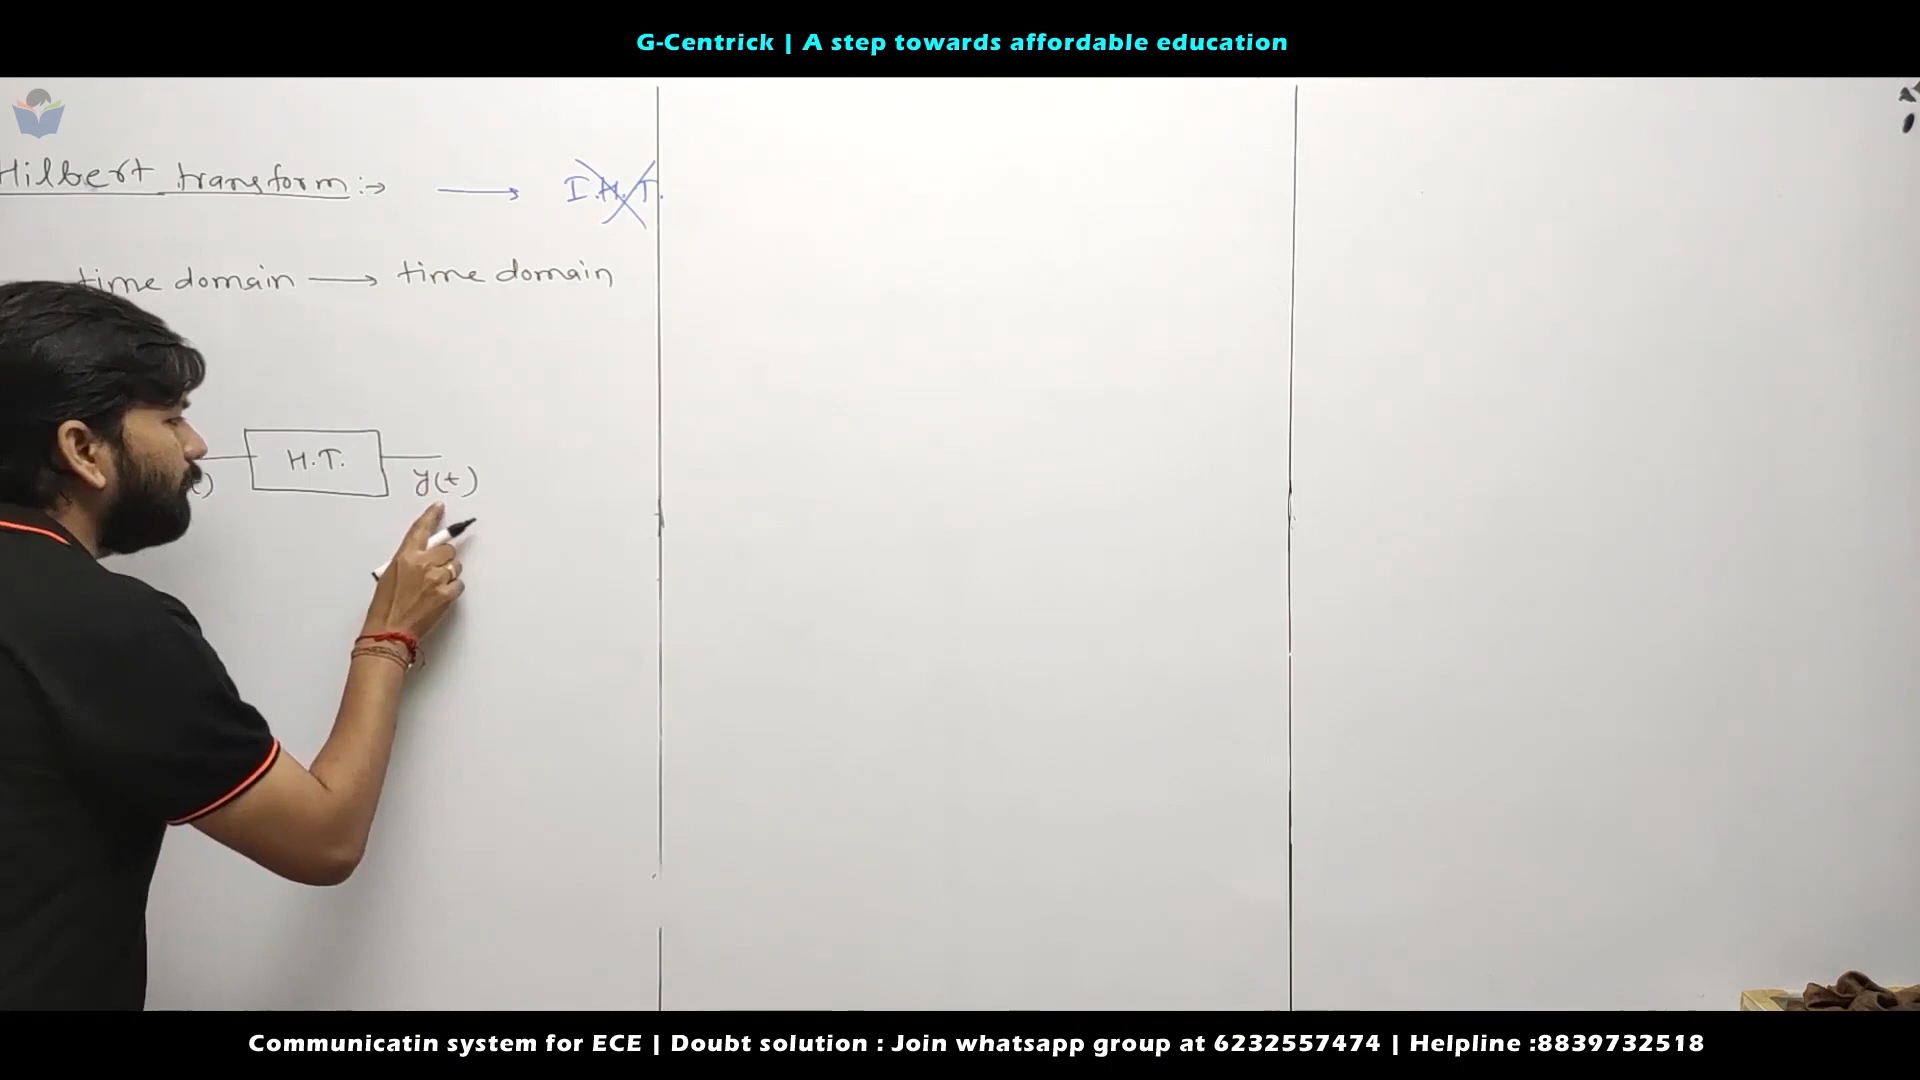 G-Centrick | A step towards affordable education
Hilbert transform :→ → I.H.T.
time domain → time domain
H.T.
t)
y(t)
Communicatin system for ECE | Doubt solution : Join whatsapp group at 6232557474 | Helpline :8839732518